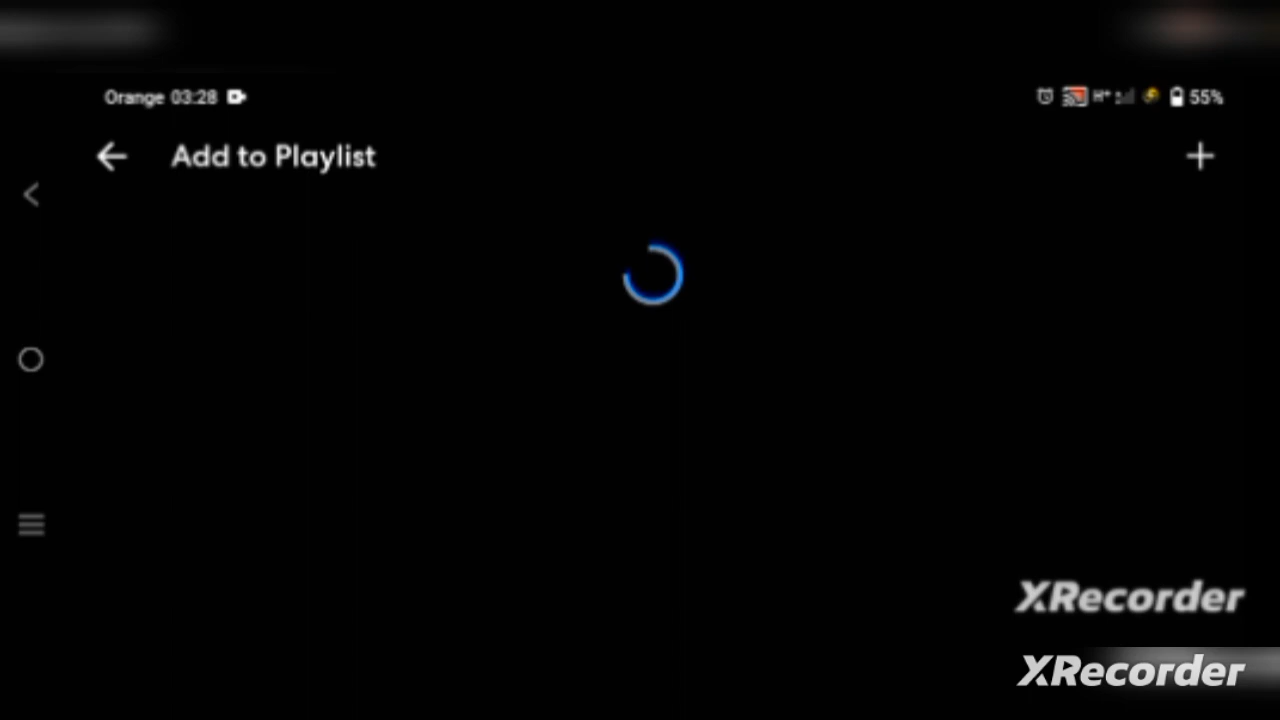 Orange 03:28
H+ 55%
Add to Playlist
XRecorder
XRecorder